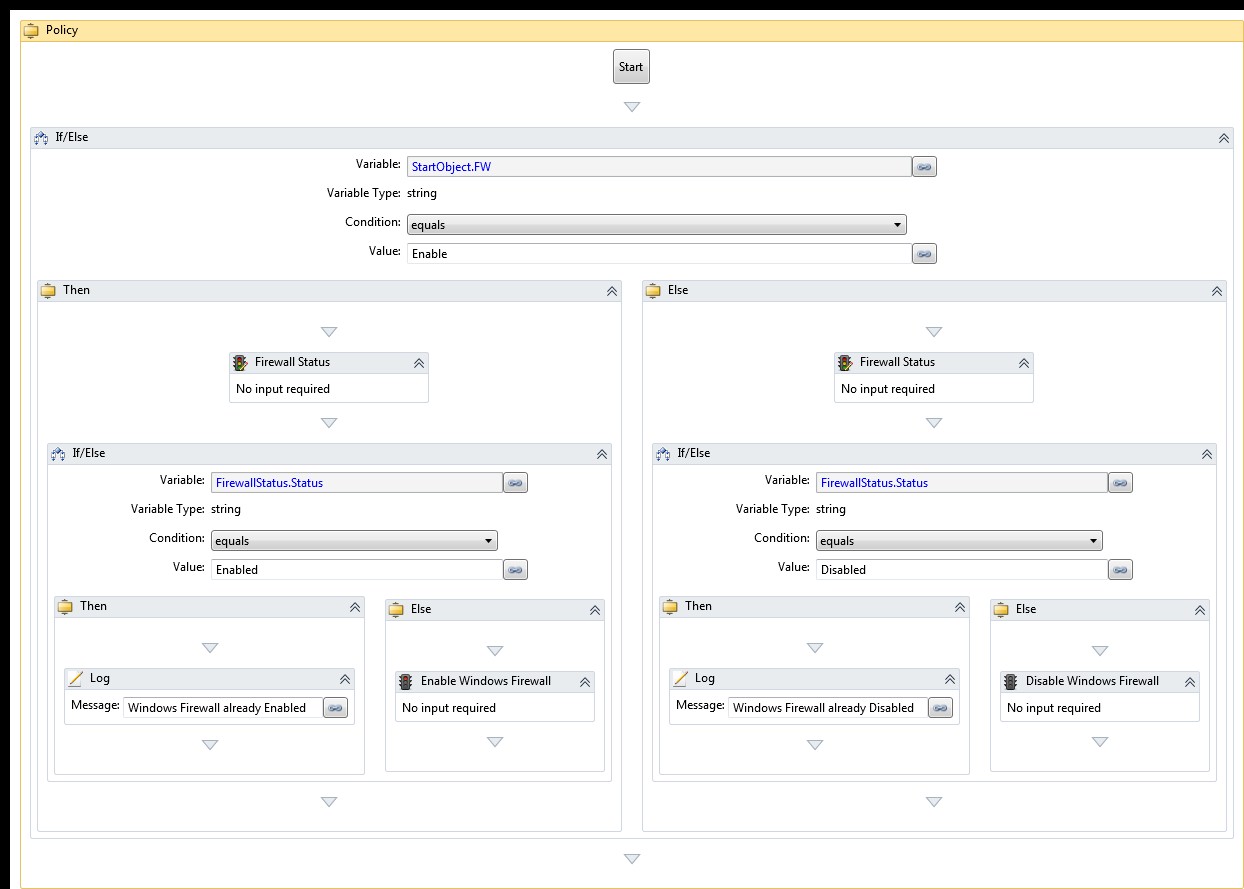 Policy
Start
If/Else
Variable: StartObject.FW
Variable Type: string
Condition: equals
Value: Enable
Then
Firewall Status
No input required
If/Else
Variable: FirewallStatus.Status
Variable Type: string
Condition: equals
Value: Enabled
Then
Log
Message: Windows Firewall already Enabled
Else
Enable Windows Firewall
No input required
Else
Firewall Status
No input required
If/Else
Variable: FirewallStatus.Status
Variable Type: string
Condition: equals
Value: Disabled
Then
Log
Message: Windows Firewall already Disabled
Else
Disable Windows Firewall
No input required